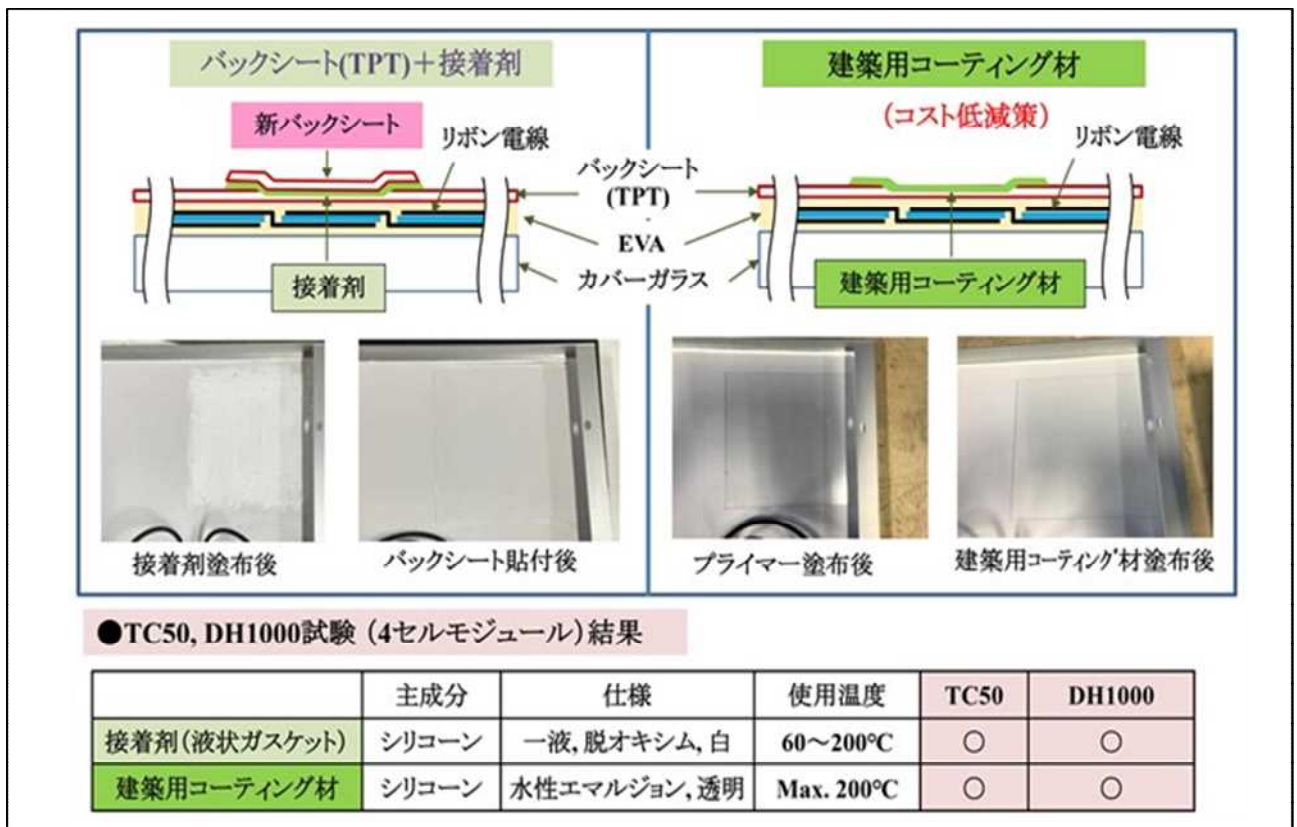 バックシート(TPT)＋接着剤
新バックシート
リボン電線
接着剤
バックシート
(TPT)
EVA
カバーガラス
建築用コーティング材
(コスト低減策)
リボン電線
建築用コーティング材
接着剤塗布後
バックシート貼付後
プライマー塗布後
建築用コーティング材塗布後
●TC50, DH1000試験 (4セルモジュール)結果
主成分 仕様 使用温度 TC50 DH1000
接着剤(液状ガスケット) シリコーン 一液, 脱オキシム, 白 60～200℃ ○ ○
建築用コーティング材 シリコーン 水性エマルジョン, 透明 Max. 200℃ ○ ○